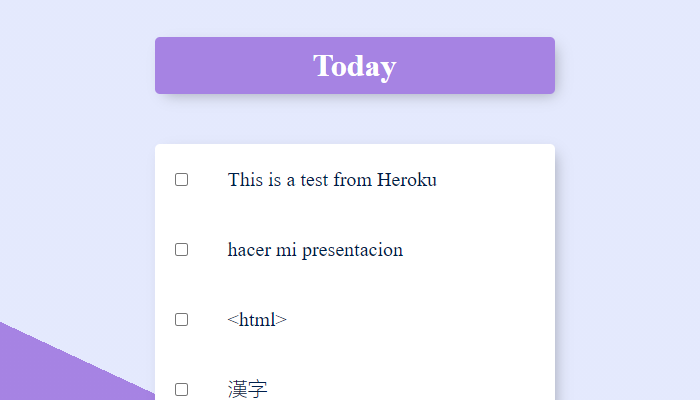 Today
This is a test from Heroku
hacer mi presentacion
<html>
漢字